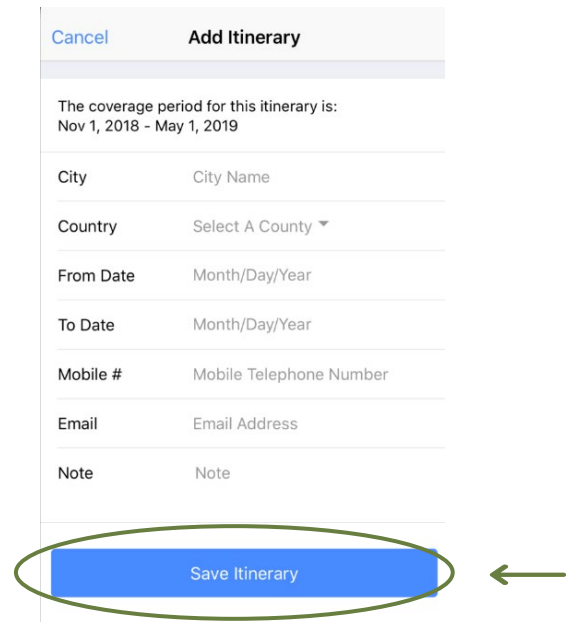 Cancel Add Itinerary
The coverage period for this itinerary is:
Nov 1, 2018 - May 1, 2019
City City Name
Country Select A County
From Date Month/Day/Year
To Date Month/Day/Year
Mobile # Mobile Telephone Number
Email Email Address
Note Note
Save Itinerary